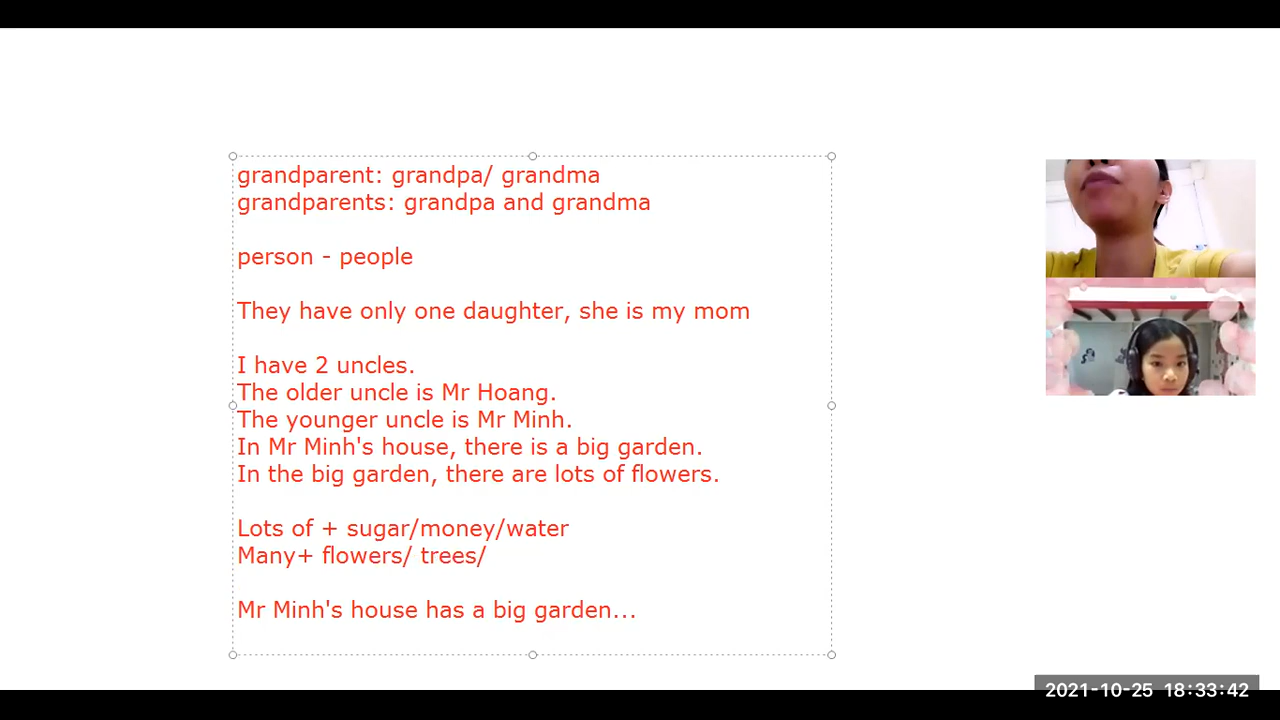 grandparent: grandpa/ grandma
grandparents: grandpa and grandma
person - people
They have only one daughter, she is my mom
I have 2 uncles.
The older uncle is Mr Hoang.
The younger uncle is Mr Minh.
In Mr Minh's house, there is a big garden.
In the big garden, there are lots of flowers.
Lots of + sugar/money/water
Many+ flowers/ trees/
Mr Minh's house has a big garden...
2021-10-25 18:33:42